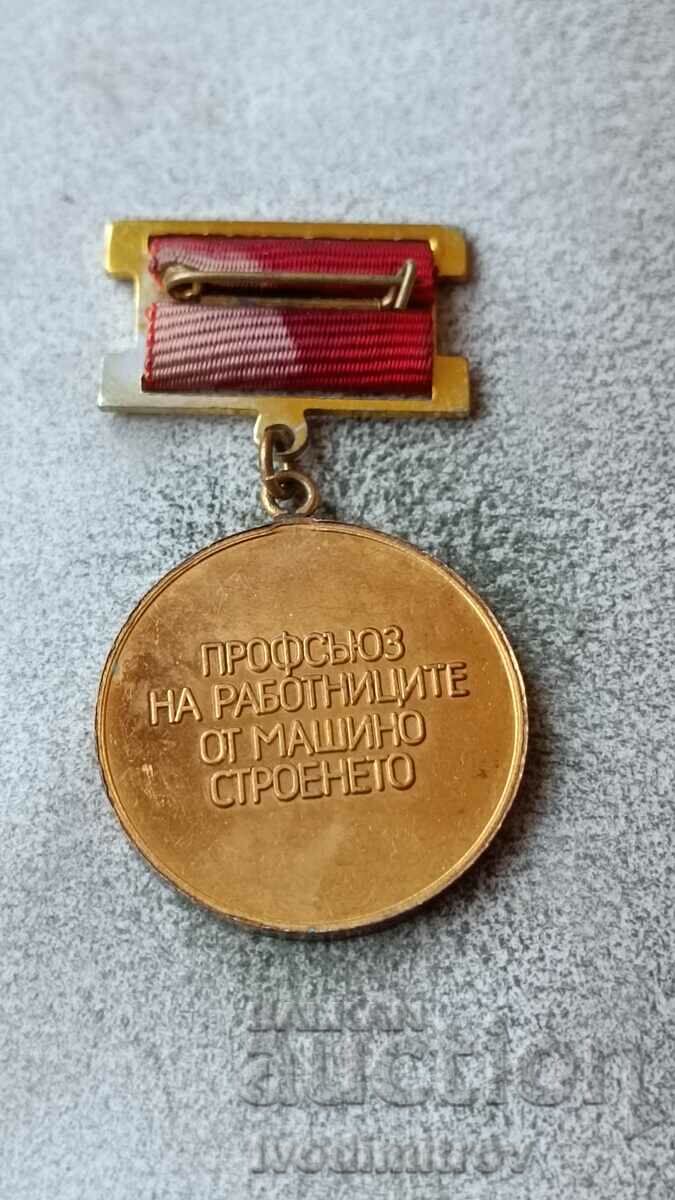 ПРОФСЪЮЗ
НА РАБОТНИЦИТЕ
ОТ МАШИНО
СТРОЕНЕТО
BALKAN
auction
ivodimitrov